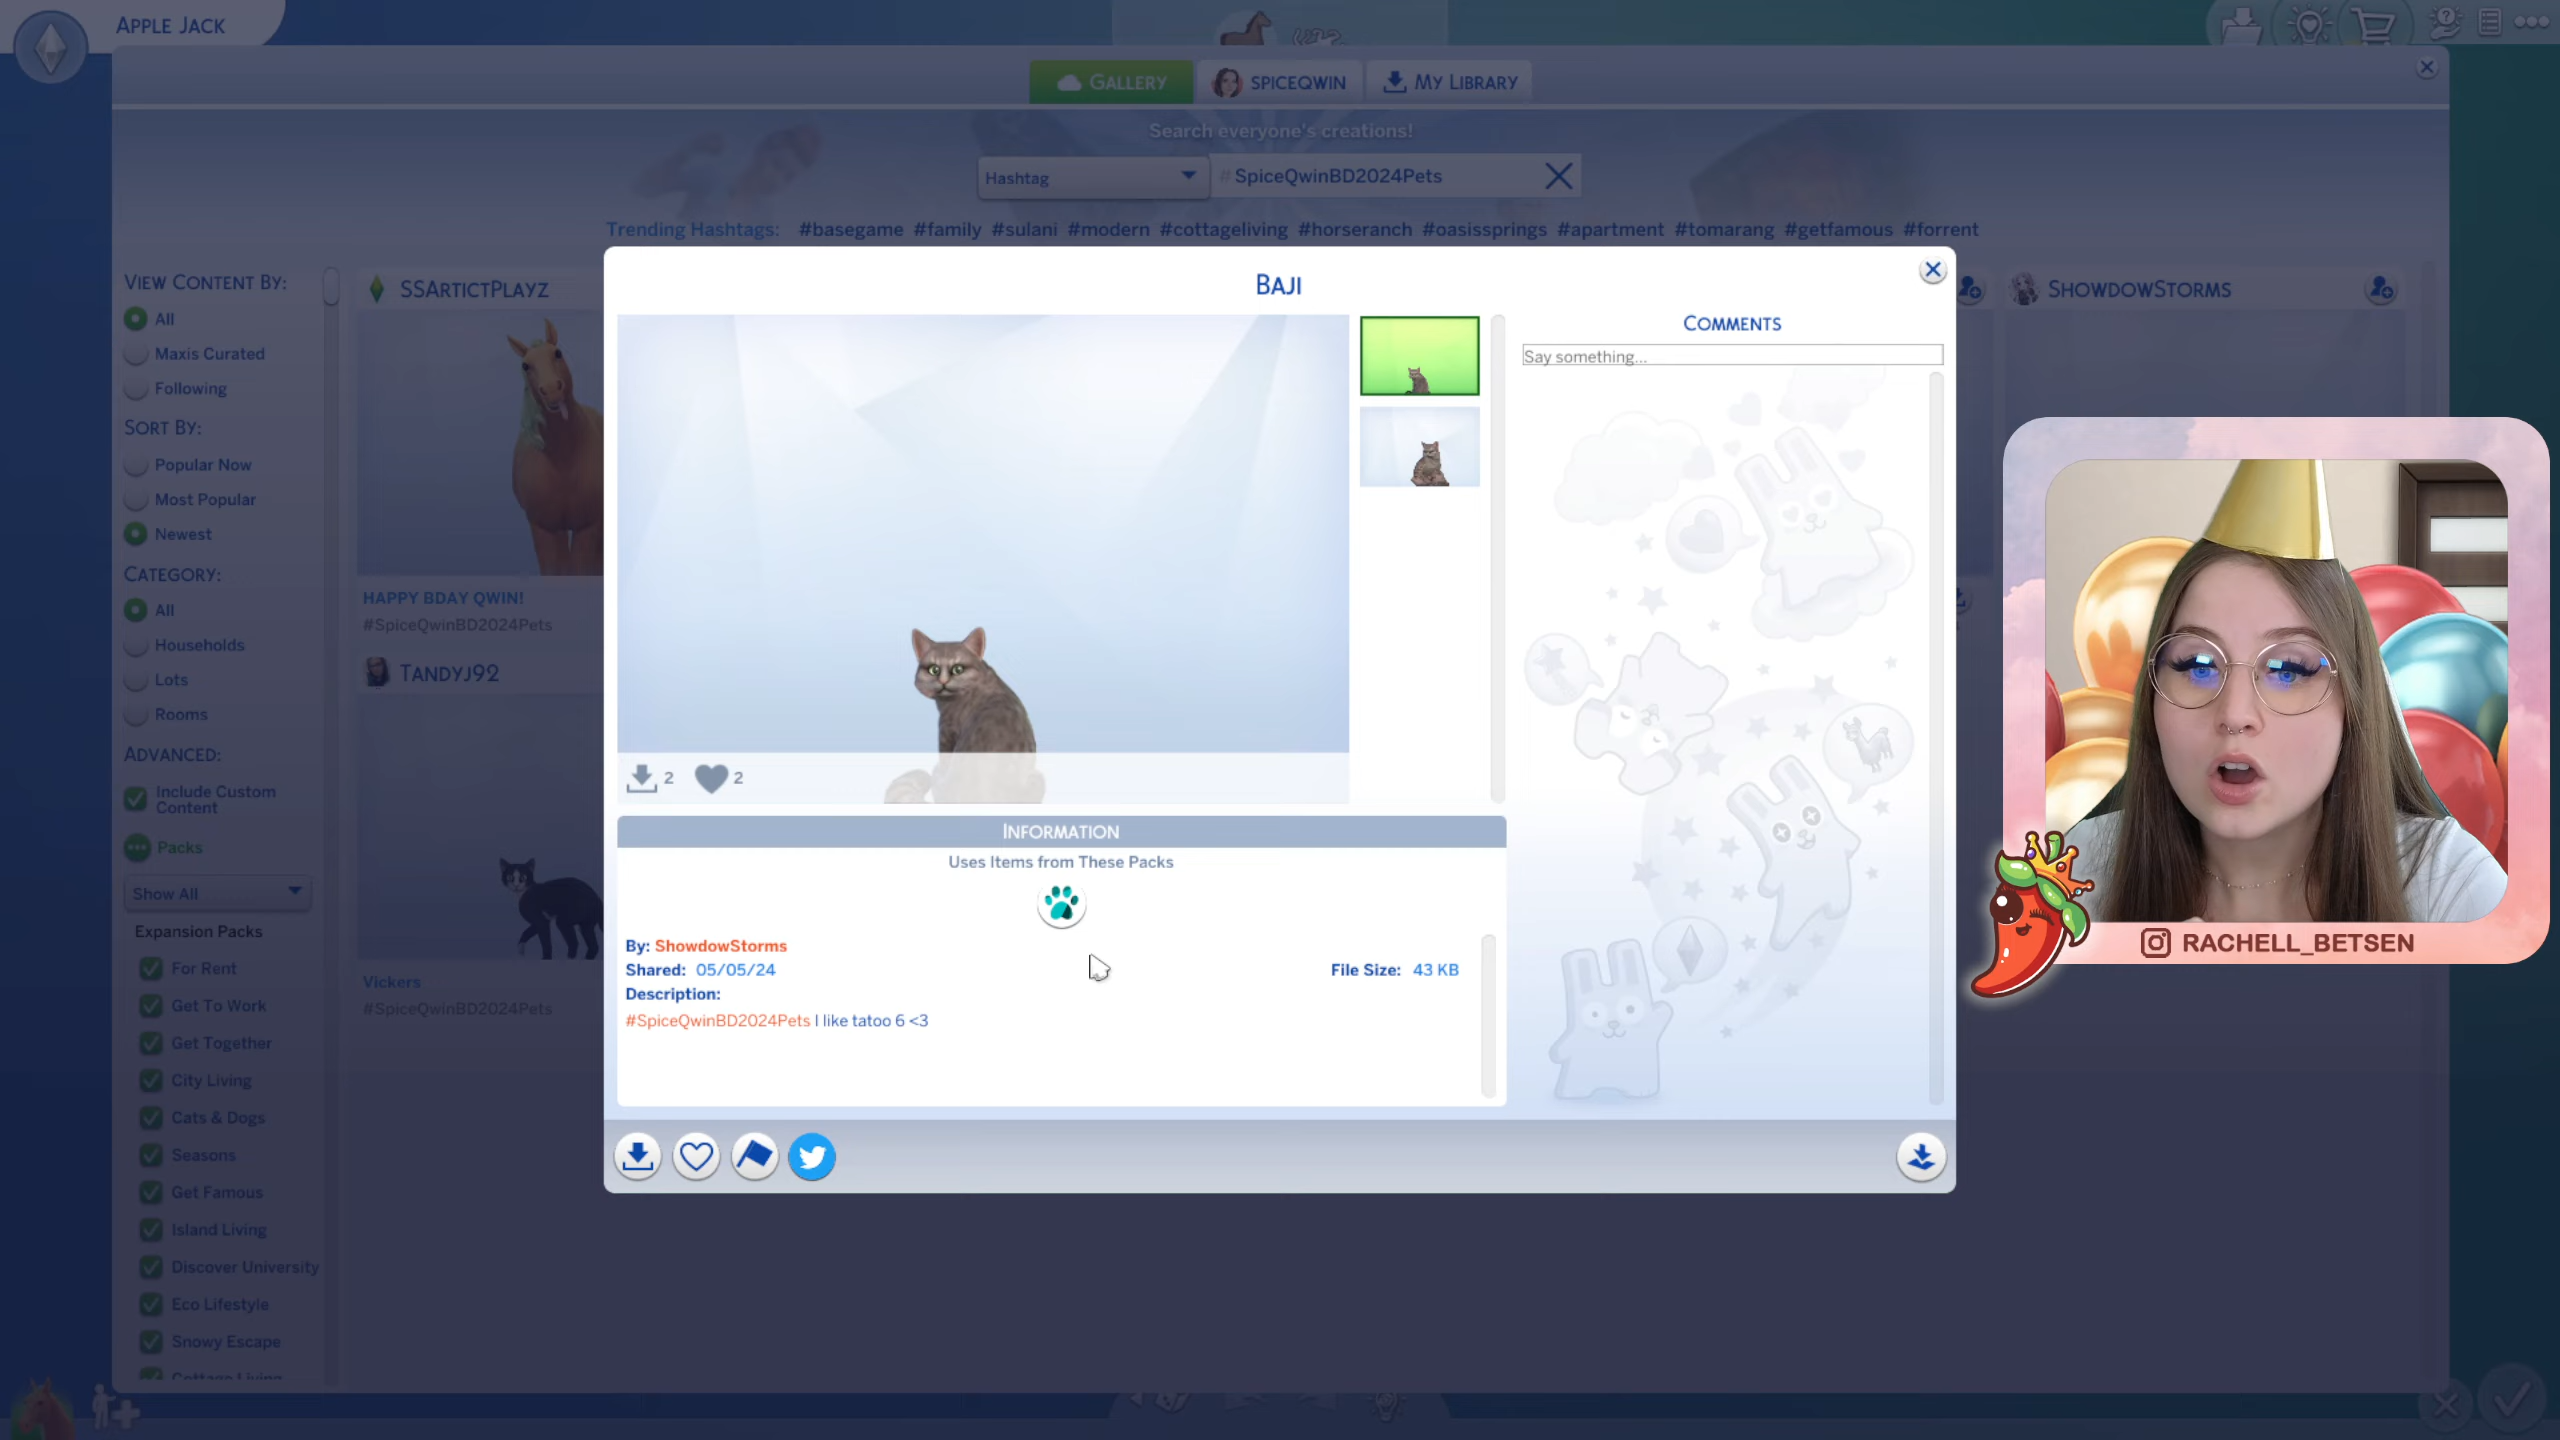 APPLE JACK
GALLERY
SPICEQWIN
MY LIBRARY
Search everyone's creations!
Hashtag
# SpiceQwinBD2024Pets
Trending Hashtags: #basegame #family #sulani #modern #cottageliving #horseranch #oasissprings #apartment #tomarang #getfamous #forrent
VIEW CONTENT BY:
All
Maxis Curated
Following
SORT BY:
Popular Now
Most Popular
Newest
CATEGORY:
All
Households
Lots
Rooms
ADVANCED:
Include Custom
Content
Packs
Show All
Expansion Packs
For Rent
Get To Work
Get Together
City Living
Cats & Dogs
Seasons
Get Famous
Island Living
Discover University
Eco Lifestyle
Snowy Escape
Cottage Living
SSARTICTPLAYZ
HAPPY BDAY QWIN!
#SpiceQwinBD2024Pets
TANDYJ92
Vickers
#SpiceQwinBD2024Pets
SHOWDOWSTORMS
BAJI
2
2
COMMENTS
Say something...
INFORMATION
Uses Items from These Packs
By: ShowdowStorms
Shared: 05/05/24
File Size: 43 KB
Description:
#SpiceQwinBD2024Pets I like tatoo 6 <3
RACHELL_BETSEN